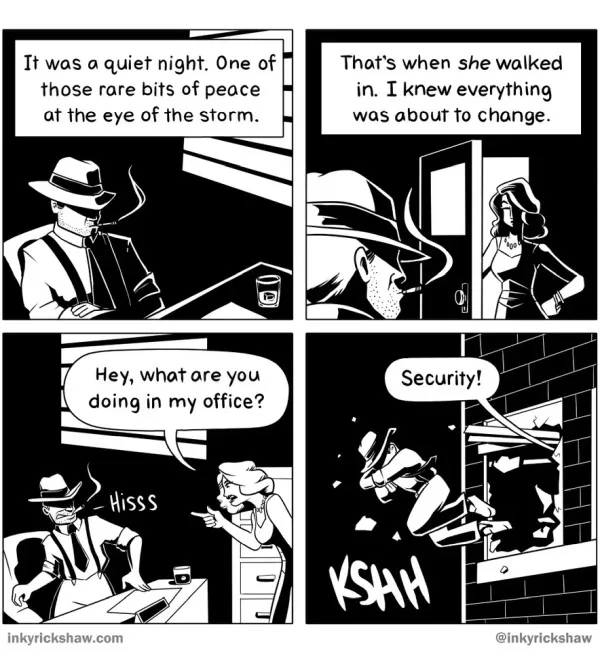 It was a quiet night. One of
those rare bits of peace
at the eye of the storm.
That's when she walked
in. I knew everything
was about to change.
Hey, what are you
doing in my office?
Hisss
Security!
KSHH
inkyrickshaw.com
@inkyrickshaw